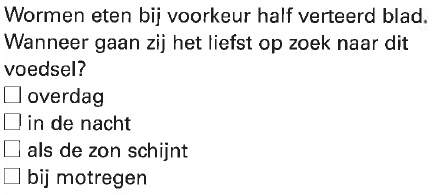 Wormen eten bij voorkeur half verteerd blad.
Wanneer gaan zij het liefst op zoek naar dit
voedsel?
☐ overdag
☐ in de nacht
☐ als de zon schijnt
☐ bij motregen